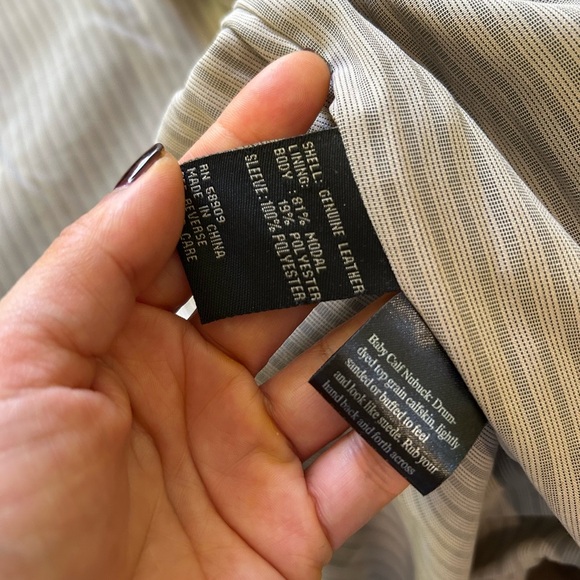 SHELL: GENUINE LEATHER
LINING:
BODY : 81% MODAL
19% POLYESTER
SLEEVE: 100% POLYESTER
RN 58909
MADE IN CHINA
REVERSE
CARE
Baby Calf Nubuck: Drum-
dyed top grain calfskin, lightly
sanded or buffed to feel
and look like suede. Rub your
hand back and forth across